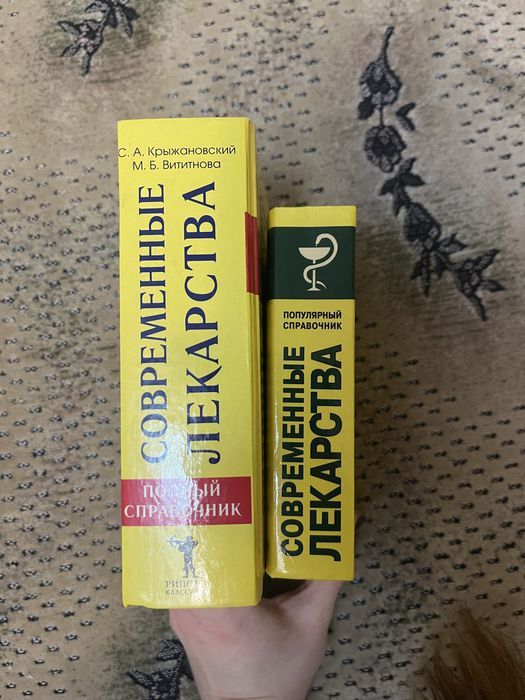 С. А. Крыжановский
М. Б. Вититнова
СОВРЕМЕННЫЕ
ЛЕКАРСТВА
ПОЛНЫЙ
СПРАВОЧНИК
РИПОЛ
КЛАССИК
ПОПУЛЯРНЫЙ
СПРАВОЧНИК
СОВРЕМЕННЫЕ
ЛЕКАРСТВА